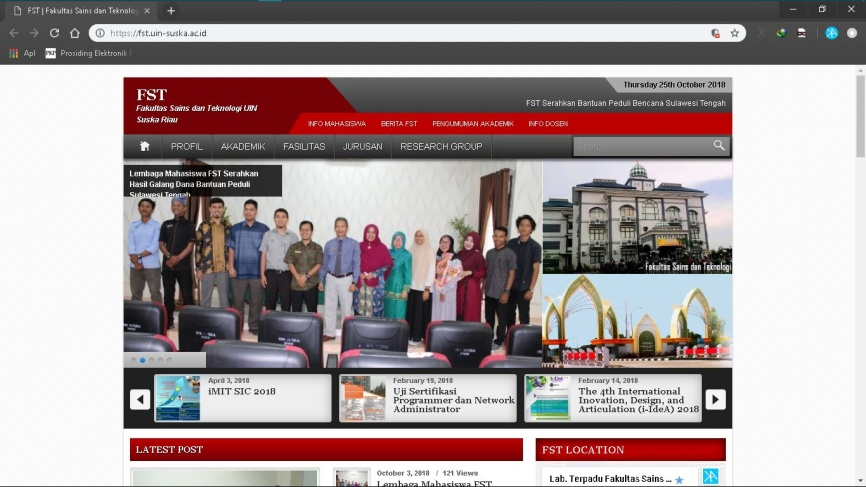 FST | Fakultas Sains dan Teknolog
https://fst.uin-suska.ac.id
Apl
Prosiding Elektronik
FST
Fakultas Sains dan Teknologi UIN
Suska Riau
Thursday 25th October 2018
FST Serahkan Bantuan Peduli Bencana Sulawesi Tengah
INFO MAHASISWA BERITA FST PENGUMUMAN AKADEMIK INFO DOSEN
PROFIL AKADEMIK FASILITAS JURUSAN RESEARCH GROUP
Search
Lembaga Mahasiswa FST Serahkan
Hasil Galang Dana Bantuan Peduli
Sulawesi Tengah
Fakultas Sains dan Teknologi
April 3, 2018
iMIT SIC 2018
February 19, 2018
Uji Sertifikasi
Programmer dan Network
Administrator
February 14, 2018
The 4th International
Inovation, Design, and
Articulation (i-IdeA) 2018
LATEST POST
October 3, 2018 / 121 Views
Lembaga Mahasiswa FST
FST LOCATION
Lab. Terpadu Fakultas Sains ...